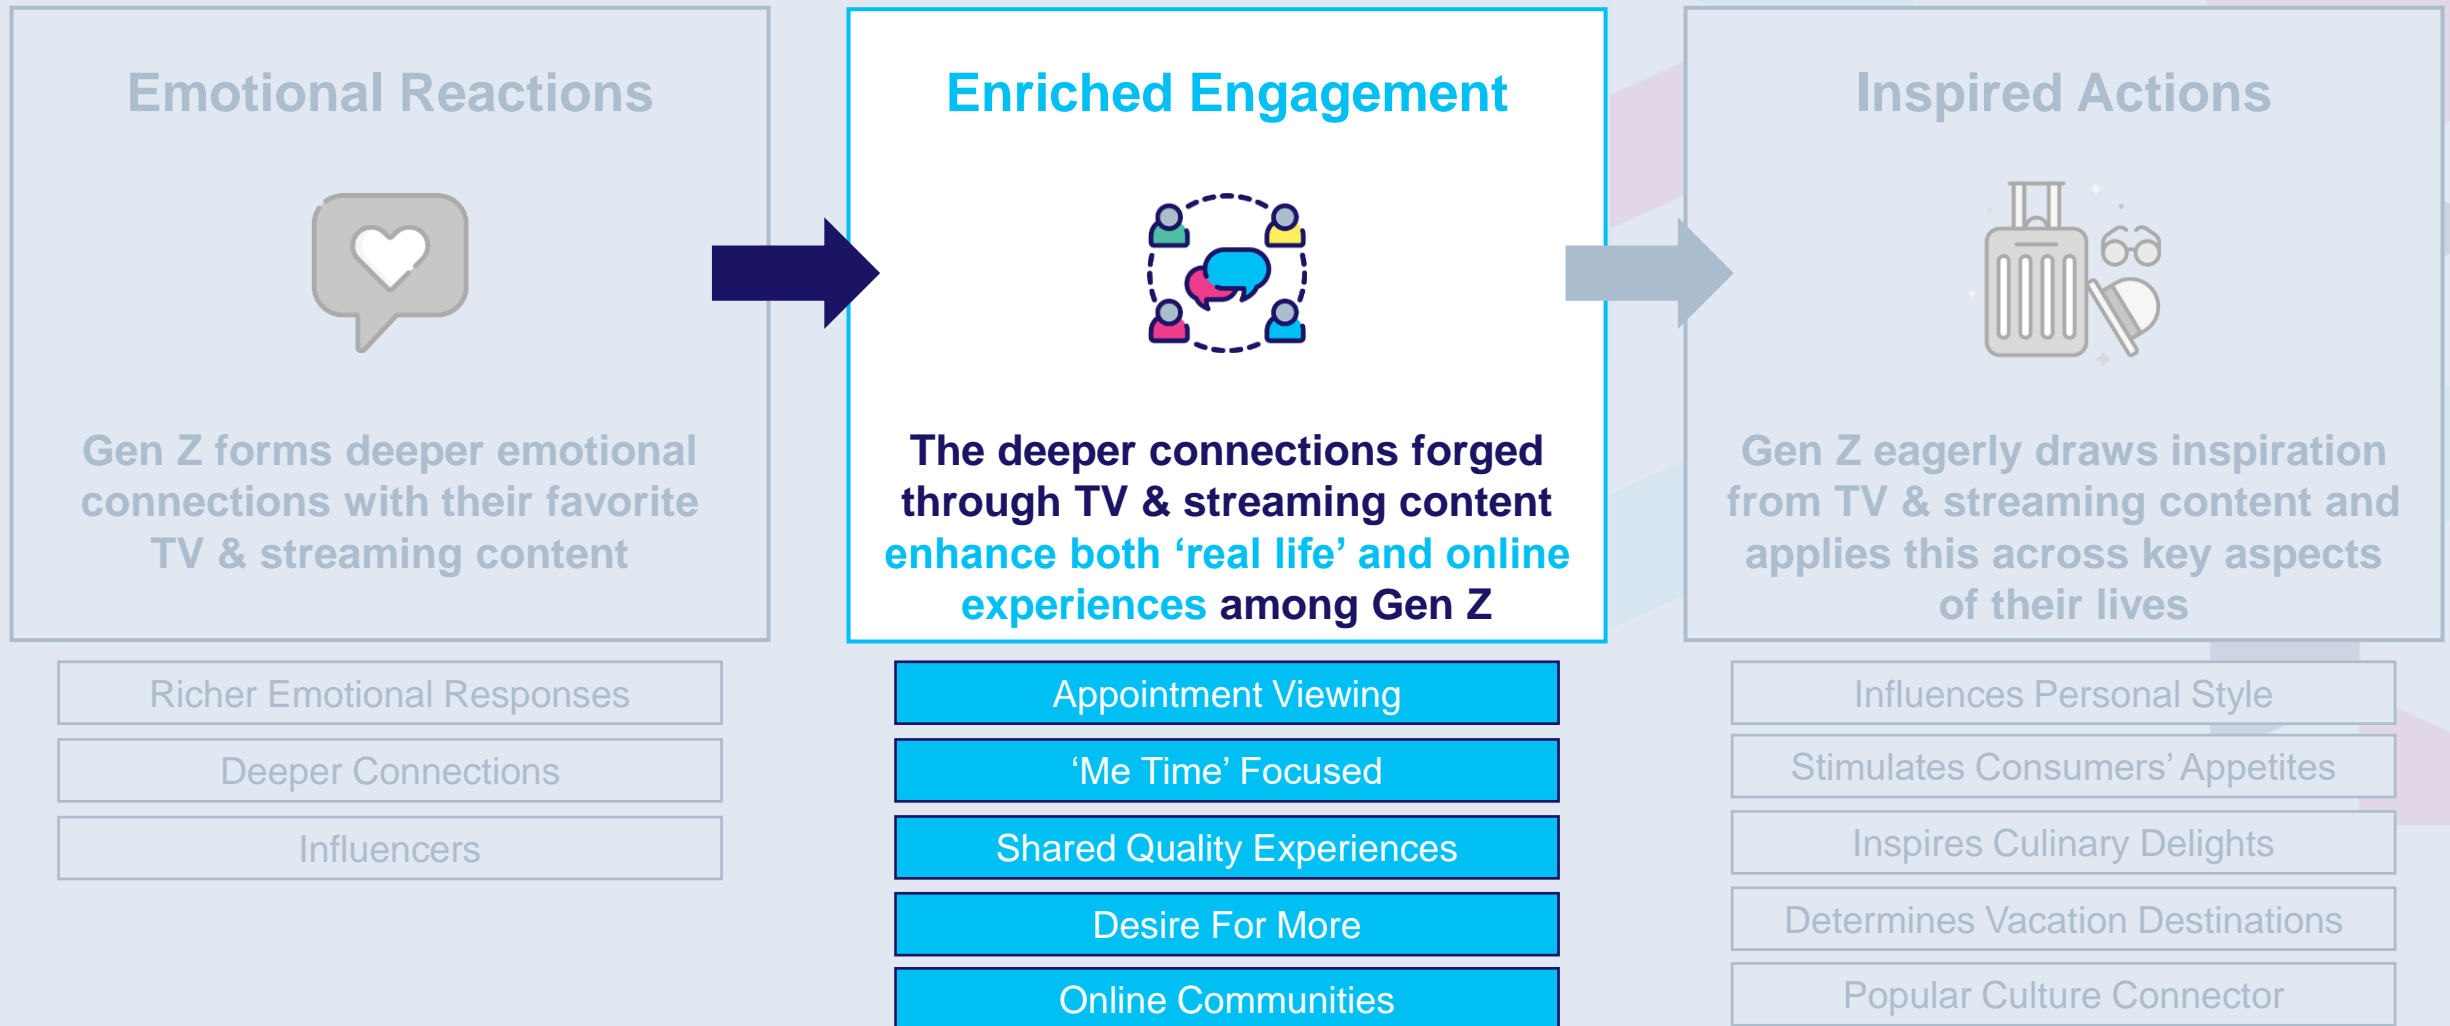 Emotional Reactions
Gen Z forms deeper emotional
connections with their favorite
TV & streaming content
Richer Emotional Responses
Deeper Connections
Influencers
Enriched Engagement
The deeper connections forged
through TV & streaming content
enhance both ‘real life’ and online
experiences among Gen Z
Appointment Viewing
‘Me Time’ Focused
Shared Quality Experiences
Desire For More
Online Communities
Inspired Actions
Gen Z eagerly draws inspiration
from TV & streaming content and
applies this across key aspects
of their lives
Influences Personal Style
Stimulates Consumers’ Appetites
Inspires Culinary Delights
Determines Vacation Destinations
Popular Culture Connector